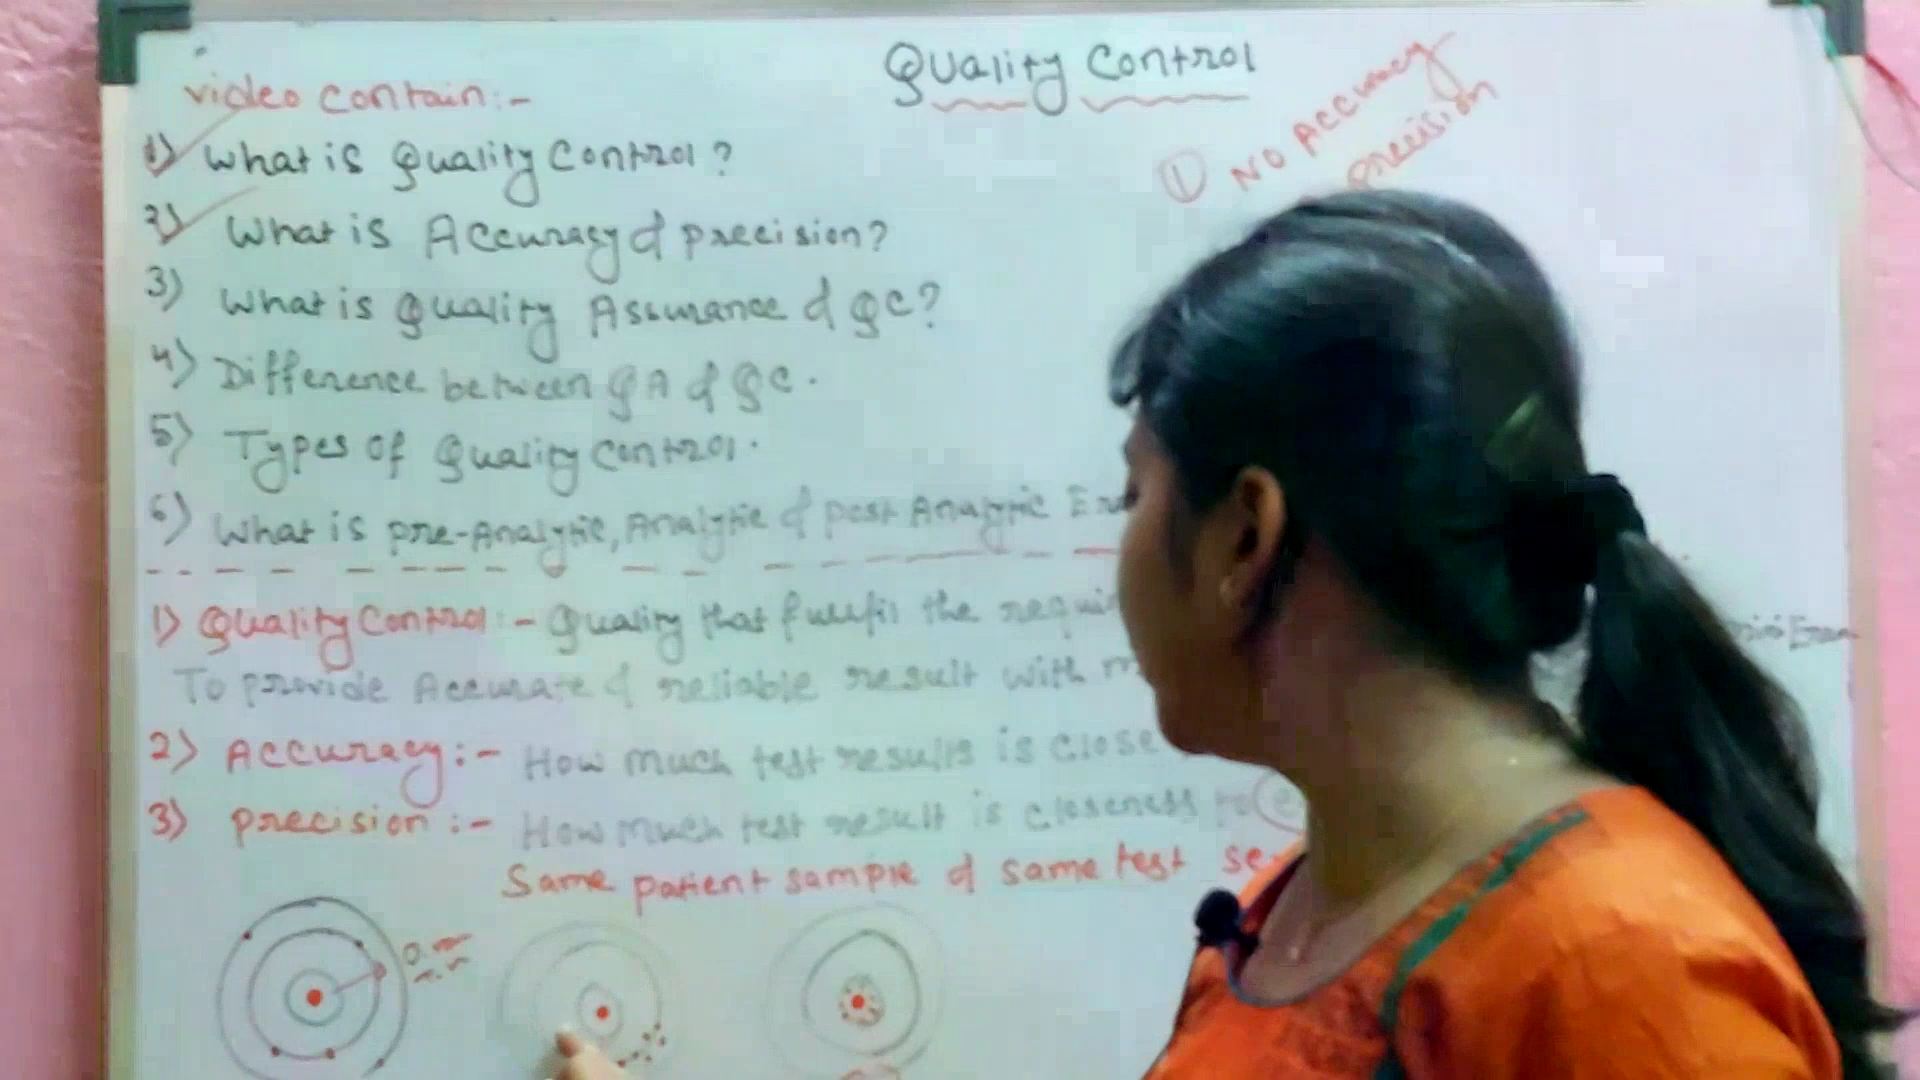 Quality Control
video contain:-
1) What is Quality Control?
① NO Accuracy
precision
2) What is Accuracy & precision?
3) What is Quality Assurance & QC?
4) Difference between QA & QC.
5) Types of Quality Control.
6) What is pre-Analytic, Analytic & post Analytic
1) Quality Control:- Quality that fullfil the
To provide Accurate & reliable result with
2) Accuracy:- How much test results is
3) precision:- How much test result is closeness to
Same patient sample & same test